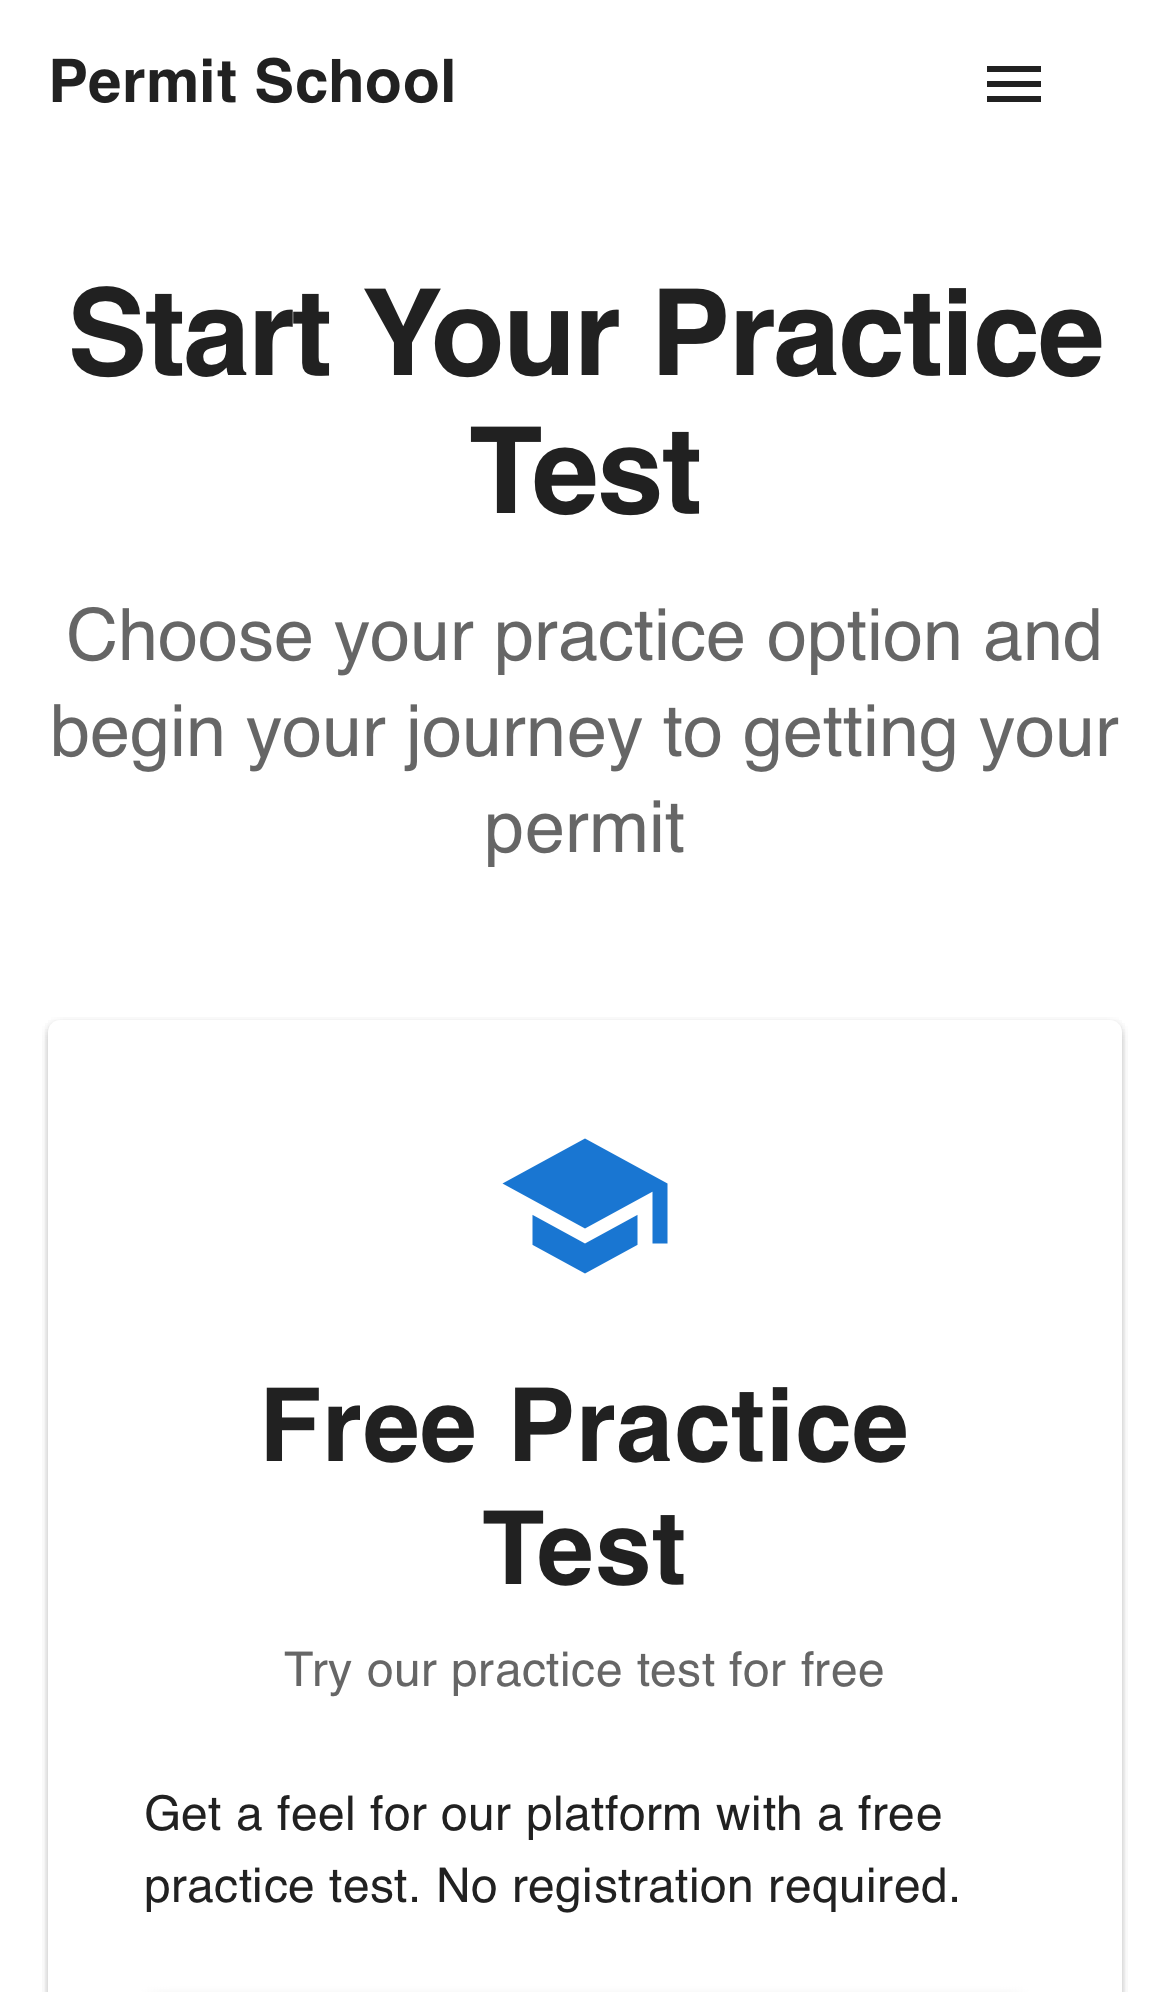 Permit School
Start Your Practice
Test
Choose your practice option and
begin your journey to getting your
permit
Free Practice
Test
Try our practice test for free
Get a feel for our platform with a free
practice test. No registration required.